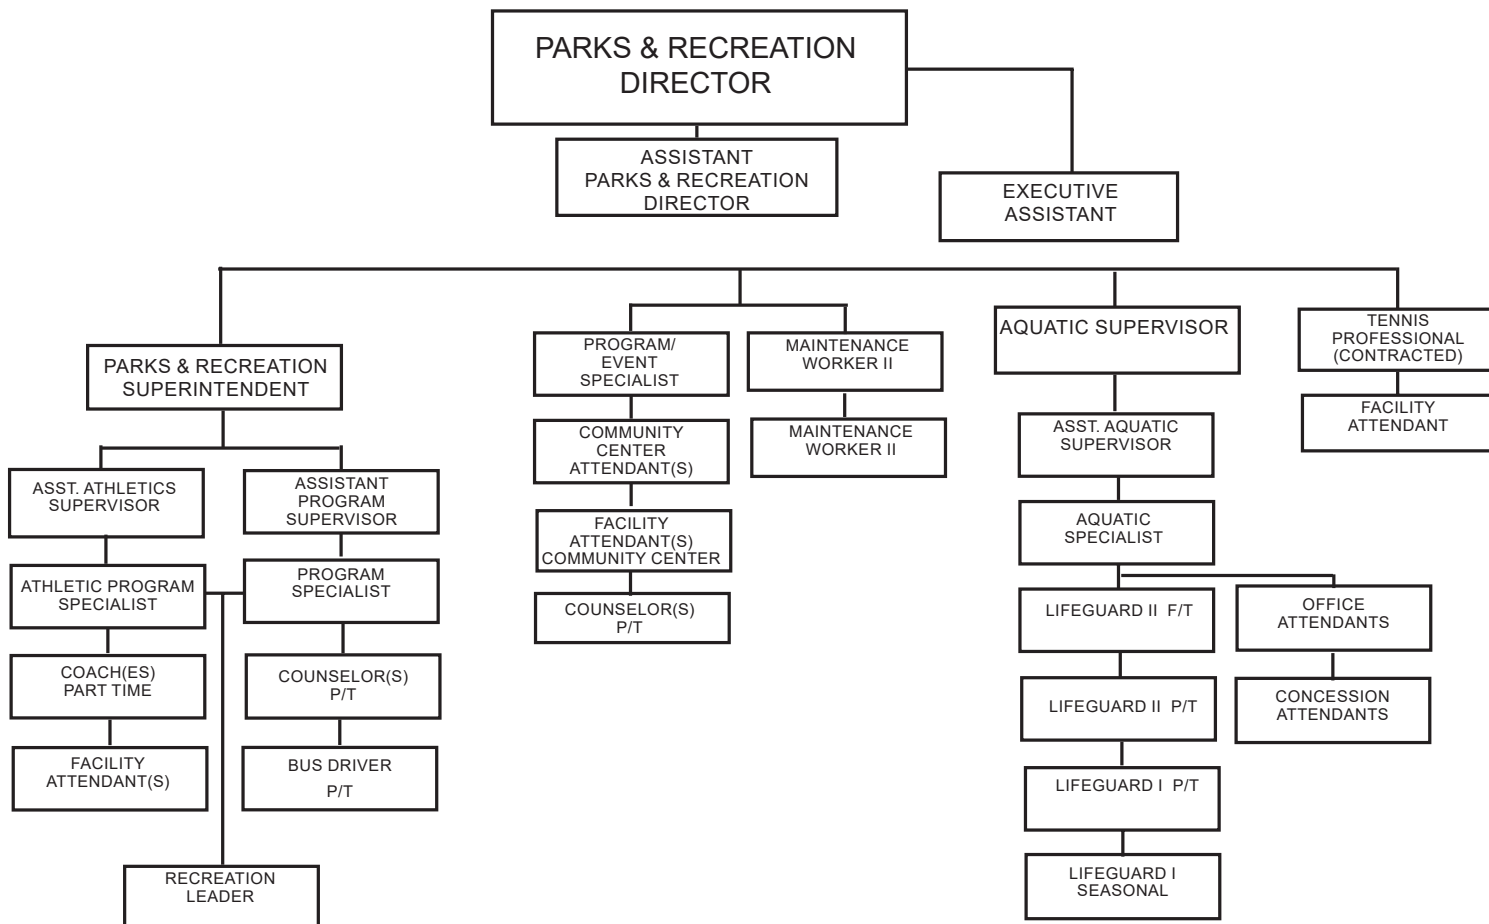 PARKS & RECREATION
DIRECTOR
ASSISTANT
PARKS & RECREATION
DIRECTOR
EXECUTIVE
ASSISTANT
PARKS & RECREATION
SUPERINTENDENT
ASST. ATHLETICS
SUPERVISOR
ATHLETIC PROGRAM
SPECIALIST
COACH(ES)
PART TIME
FACILITY
ATTENDANT(S)
ASSISTANT
PROGRAM
SUPERVISOR
PROGRAM
SPECIALIST
COUNSELOR(S)
P/T
BUS DRIVER
P/T
RECREATION
LEADER
PROGRAM/
EVENT
SPECIALIST
COMMUNITY
CENTER
ATTENDANT(S)
FACILITY
ATTENDANT(S)
COMMUNITY CENTER
COUNSELOR(S)
P/T
MAINTENANCE
WORKER II
MAINTENANCE
WORKER II
AQUATIC SUPERVISOR
ASST. AQUATIC
SUPERVISOR
AQUATIC
SPECIALIST
LIFEGUARD II F/T
LIFEGUARD II P/T
LIFEGUARD I P/T
LIFEGUARD I
SEASONAL
OFFICE
ATTENDANTS
CONCESSION
ATTENDANTS
TENNIS
PROFESSIONAL
(CONTRACTED)
FACILITY
ATTENDANT